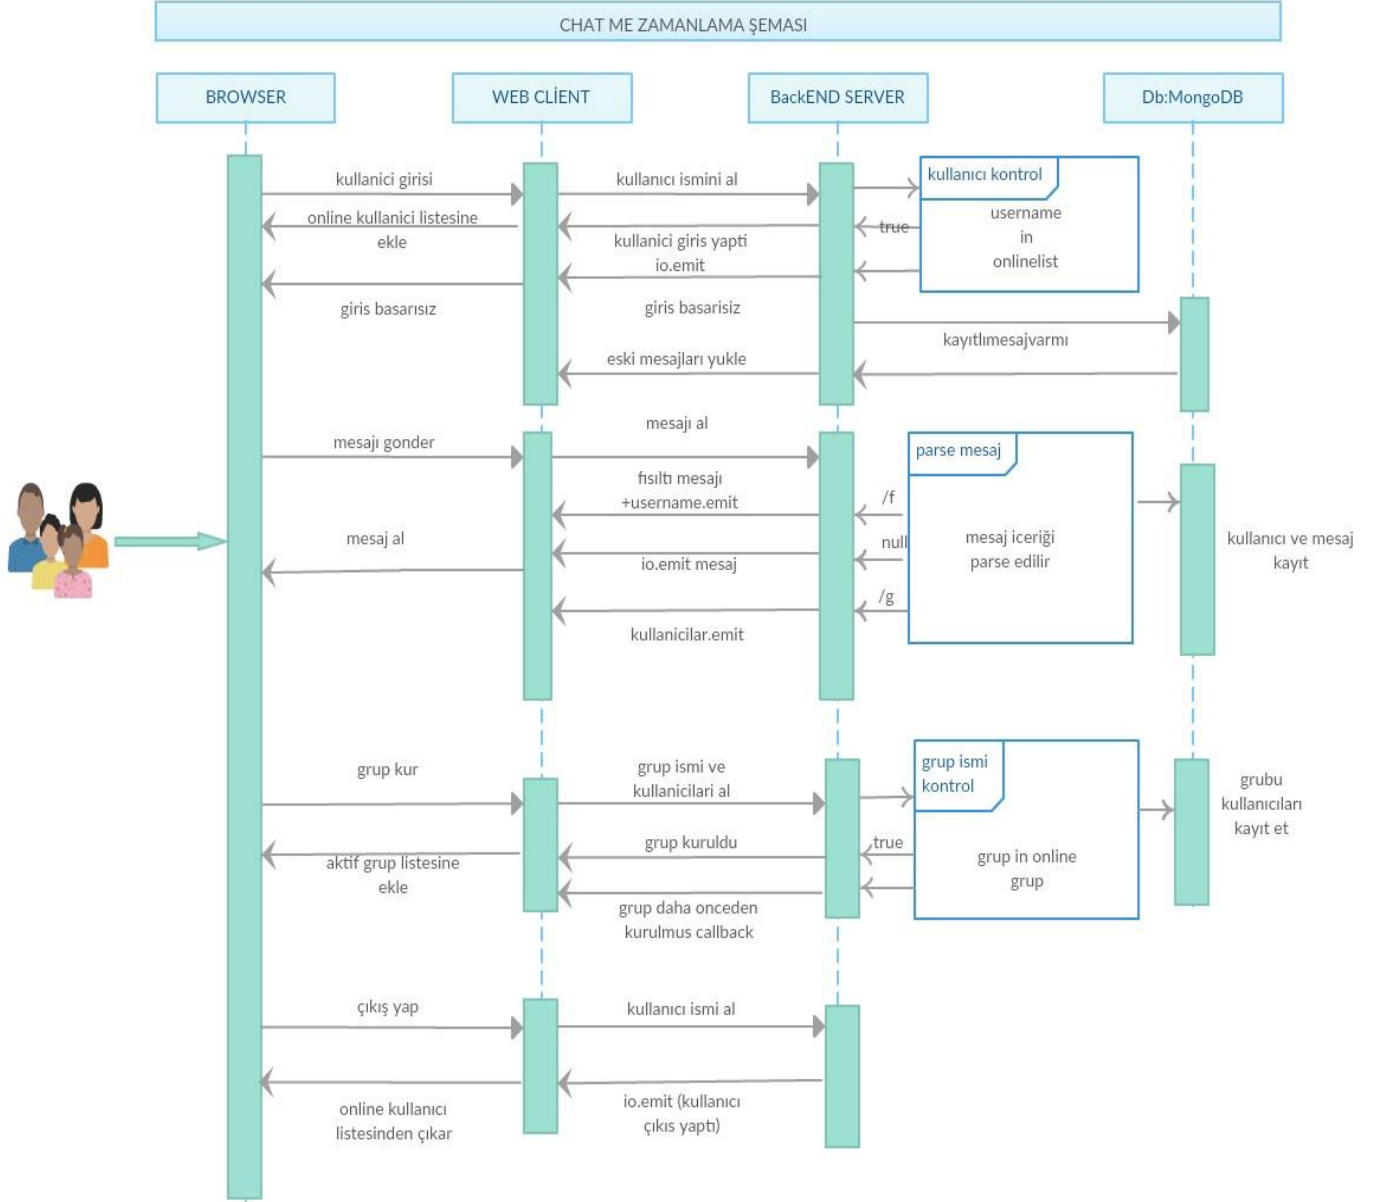 CHAT ME ZAMANLAMA ŞEMASI
BROWSER
WEB CLİENT
BackEND SERVER
Db:MongoDB
kullanici girisi
kullanıcı ismini al
kullanıcı kontrol
online kullanici listesine
ekle
true
username
in
onlinelist
kullanici giris yapti
io.emit
giris basarısız
giris basarisiz
kayıtlımesajvarmı
eski mesajları yukle
mesajı al
mesajı gonder
parse mesaj
fısıltı mesajı
+username.emit
/f
mesaj al
null
mesaj iceriği
parse edilir
kullanıcı ve mesaj
kayıt
io.emit mesaj
/g
kullanicilar.emit
grup kur
grup ismi ve
kullanicilari al
grup ismi
kontrol
grubu
kullanıcıları
kayıt et
grup kuruldu
true
aktif grup listesine
ekle
grup in online
grup
grup daha onceden
kurulmus callback
çıkış yap
kullanıcı ismi al
online kullanıcı
listesinden çıkar
io.emit (kullanıcı
çıkıs yaptı)